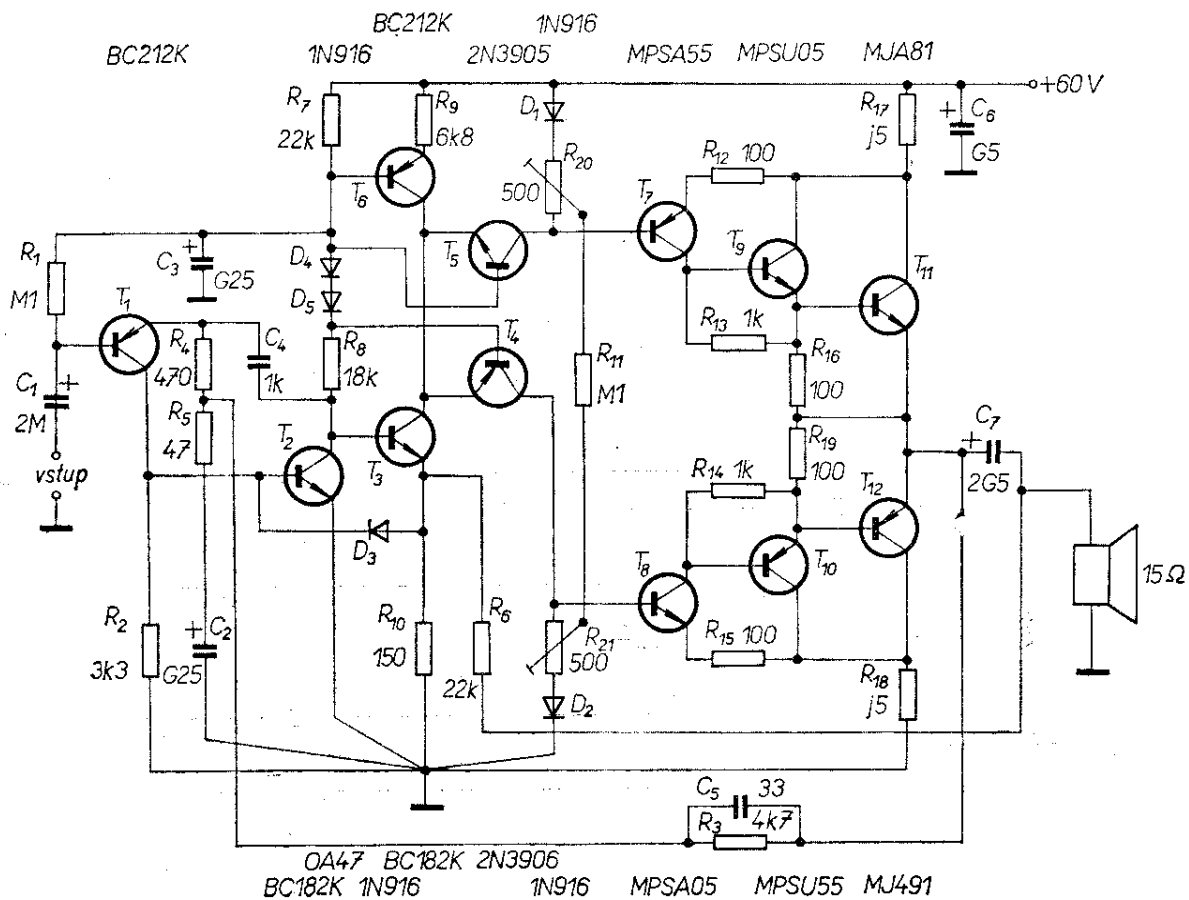 BC212K 1N916
BC212K 1N916 2N3905 MPSA55 MPSU05 MJA81
+60V
R7 22k
R9 6k8
D1
R17 j5
+ C6 G5
R20 500
R12 100
T6
T7
R1 M1
+ C3 G25
D4
T5
T9
T11
T1
D5
R13 1k
R4 470
C4 1k
R8 18k
T4
R11 M1
R16 100
C1 + 2M
R5 47
R19 100
C7 + 2G5
vstup
T2
T3
R14 1k
T12
D3
T8
T10
15Ω
R2 3k3
+ C2 G25
R10 150
R6 22k
R21 500
R15 100
R18 j5
D2
C5 33
R3 4k7
OA47 BC182K 2N3906
BC182K 1N916 1N916 MPSA05 MPSU55 MJ491